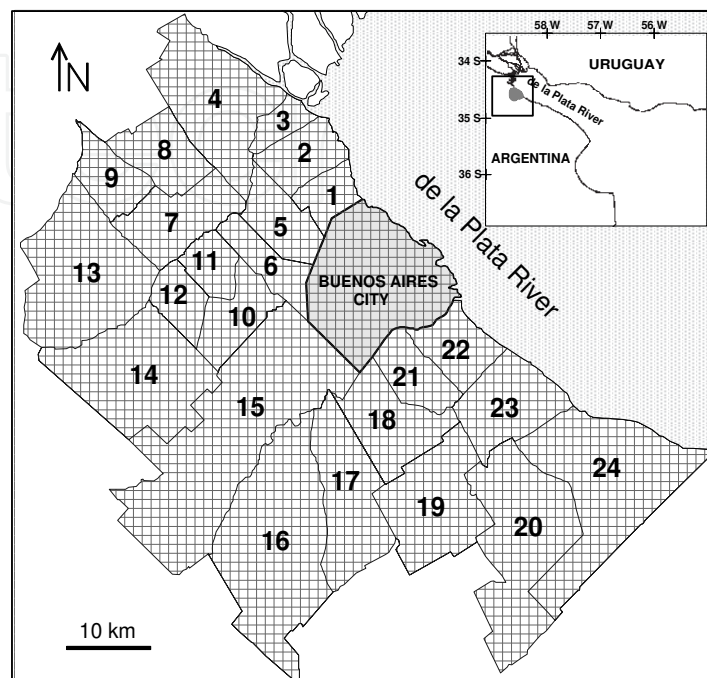 N
58 W 57 W 56 W
34 S
35 S
36 S
URUGUAY
de la Plata River
ARGENTINA
de la Plata River
BUENOS AIRES
CITY
4
3
2
8
9
1
7
5
11
6
13
12
10
14
22
21
15
23
18
24
17
19
20
16
10 km